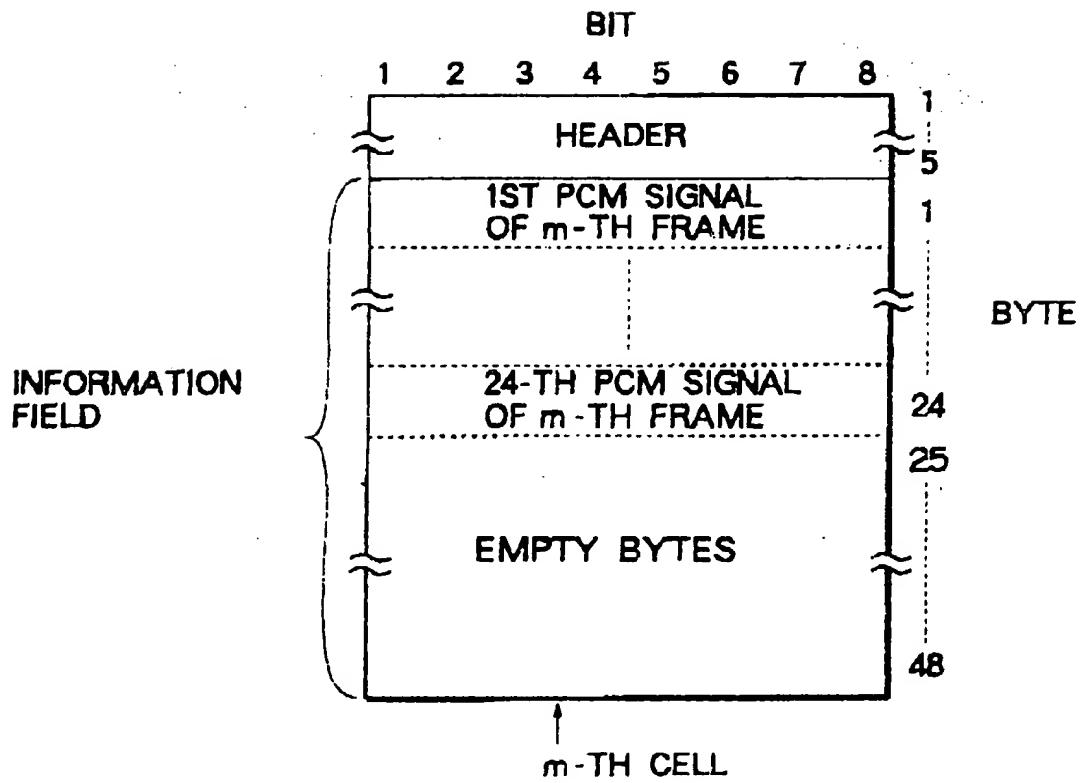 BIT
1 2 3 4 5 6 7 8
HEADER
1
5
1ST PCM SIGNAL
OF m-TH FRAME
1
BYTE
INFORMATION
FIELD
24-TH PCM SIGNAL
OF m-TH FRAME
24
25
EMPTY BYTES
48
m-TH CELL